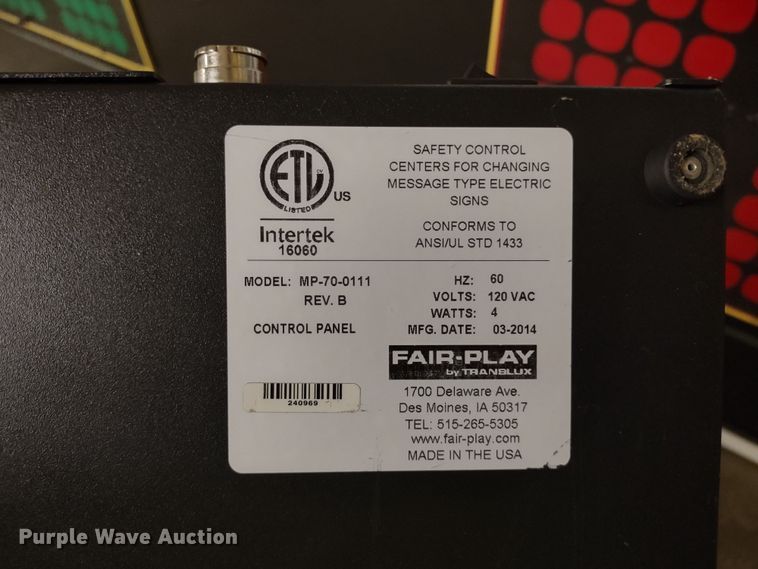 ETL
CM
LISTED
US
Intertek
16060
SAFETY CONTROL
CENTERS FOR CHANGING
MESSAGE TYPE ELECTRIC
SIGNS
CONFORMS TO
ANSI/UL STD 1433
MODEL: MP-70-0111
REV. B
CONTROL PANEL
HZ: 60
VOLTS: 120 VAC
WATTS: 4
MFG. DATE: 03-2014
FAIR-PLAY
by TRANSLUX
240969
1700 Delaware Ave.
Des Moines, IA 50317
TEL: 515-265-5305
www.fair-play.com
MADE IN THE USA
Purple Wave Auction